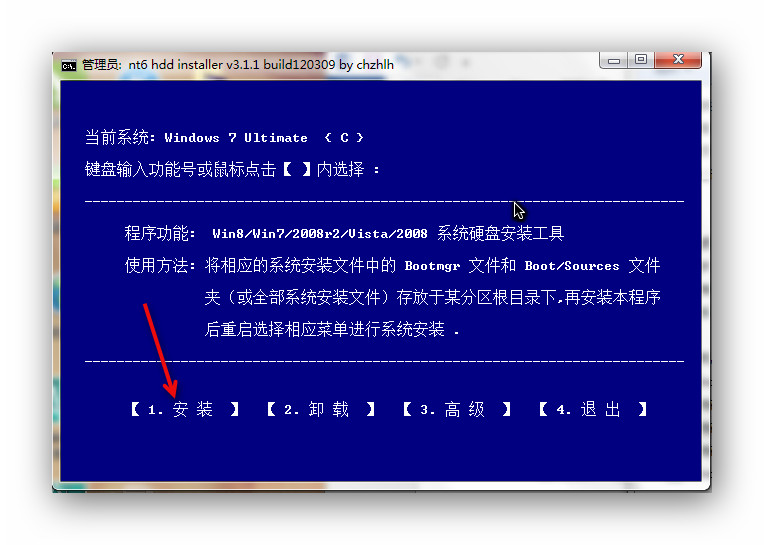 管理员: nt6 hdd installer v3.1.1 build120309 by chzhlh
当前系统: Windows 7 Ultimate ( C )
键盘输入功能号或鼠标点击【 】内选择 :
程序功能: Win8/Win7/2008r2/Vista/2008 系统硬盘安装工具
使用方法: 将相应的系统安装文件中的 Bootmgr 文件和 Boot/Sources 文件
夹（或全部系统安装文件）存放于某分区根目录下,再安装本程序
后重启选择相应菜单进行系统安装 .
【 1. 安 装 】 【 2. 卸 载 】 【 3. 高 级 】 【 4. 退 出 】